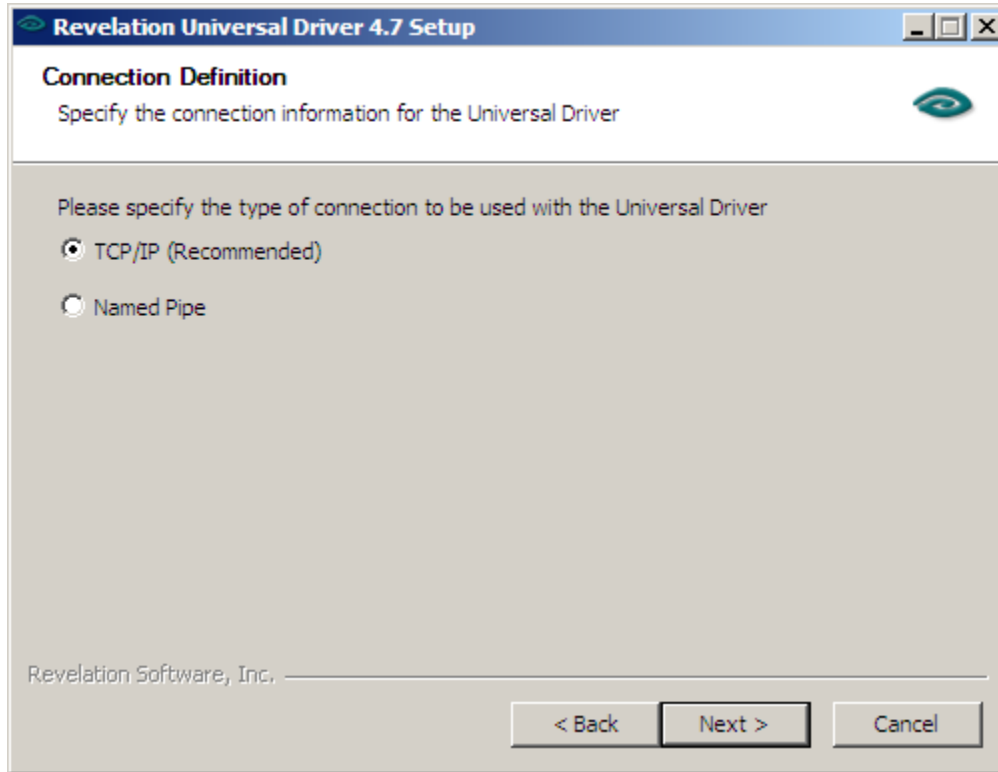 Revelation Universal Driver 4.7 Setup
Connection Definition
Specify the connection information for the Universal Driver
Please specify the type of connection to be used with the Universal Driver
TCP/IP (Recommended)
Named Pipe
Revelation Software, Inc.
< Back
Next >
Cancel